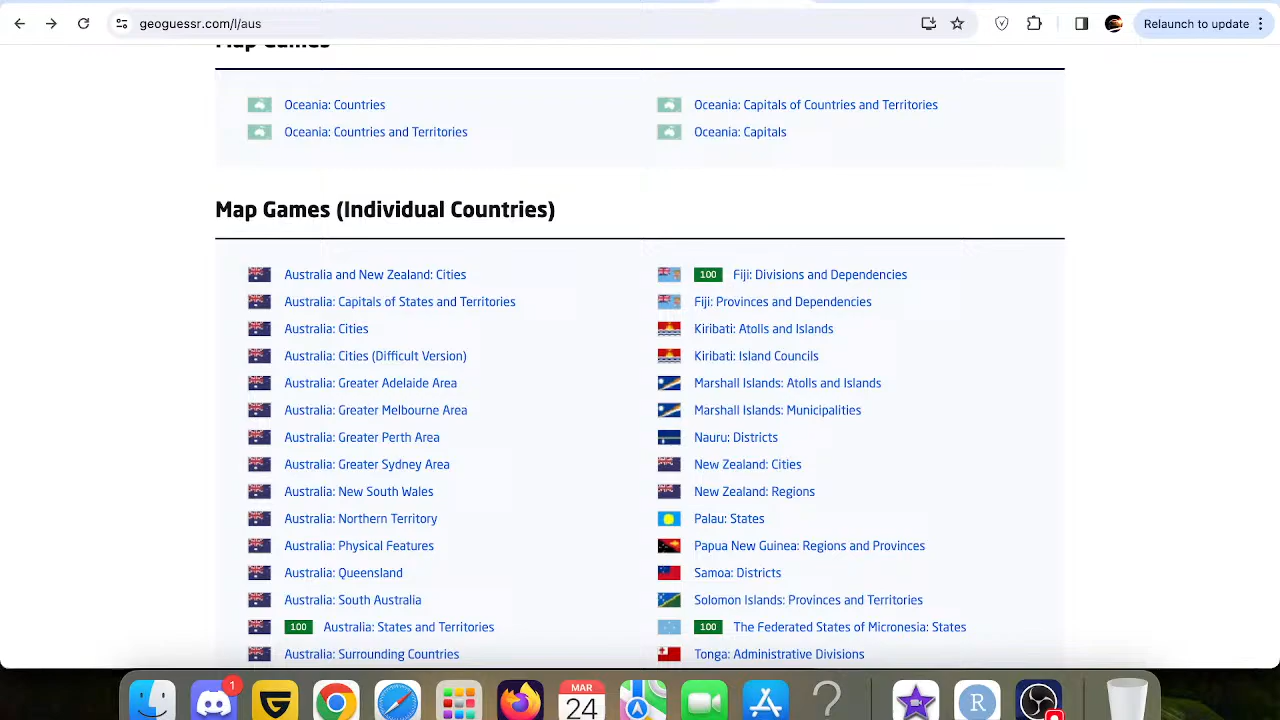 geoguessr.com/l/aus
Relaunch to update
Map Games
Oceania: Countries
Oceania: Capitals of Countries and Territories
Oceania: Countries and Territories
Oceania: Capitals
Map Games (Individual Countries)
Australia and New Zealand: Cities
100 Fiji: Divisions and Dependencies
Australia: Capitals of States and Territories
Fiji: Provinces and Dependencies
Australia: Cities
Kiribati: Atolls and Islands
Australia: Cities (Difficult Version)
Kiribati: Island Councils
Australia: Greater Adelaide Area
Marshall Islands: Atolls and Islands
Australia: Greater Melbourne Area
Marshall Islands: Municipalities
Australia: Greater Perth Area
Nauru: Districts
Australia: Greater Sydney Area
New Zealand: Cities
Australia: New South Wales
New Zealand: Regions
Australia: Northern Territory
Palau: States
Australia: Physical Features
Papua New Guinea: Regions and Provinces
Australia: Queensland
Samoa: Districts
Australia: South Australia
Solomon Islands: Provinces and Territories
100 Australia: States and Territories
100 The Federated States of Micronesia: States
Australia: Surrounding Countries
Tonga: Administrative Divisions
1
MAR
24
?
R